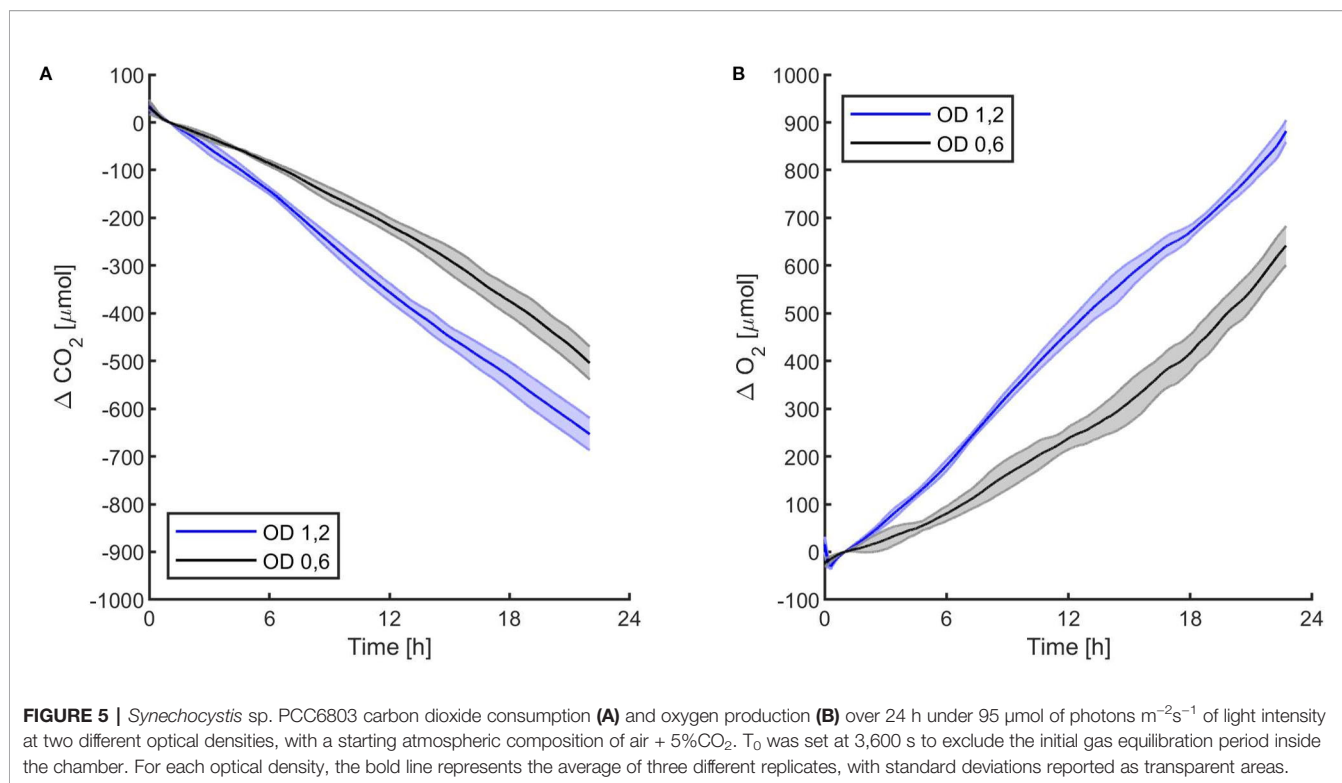 A
100
0
-100
-200
-300
-400
-500
-600
-700
-800
-900
-1000
Δ CO2 [μmol]
OD 1,2
OD 0,6
0 6 12 18 24
Time [h]
B
1000
900
800
700
600
500
400
300
200
100
0
-100
Δ O2 [μmol]
OD 1,2
OD 0,6
0 6 12 18 24
Time [h]
FIGURE 5 | Synechocystis sp. PCC6803 carbon dioxide consumption (A) and oxygen production (B) over 24 h under 95 μmol of photons m−2s−1 of light intensity
at two different optical densities, with a starting atmospheric composition of air + 5%CO2. T0 was set at 3,600 s to exclude the initial gas equilibration period inside
the chamber. For each optical density, the bold line represents the average of three different replicates, with standard deviations reported as transparent areas.